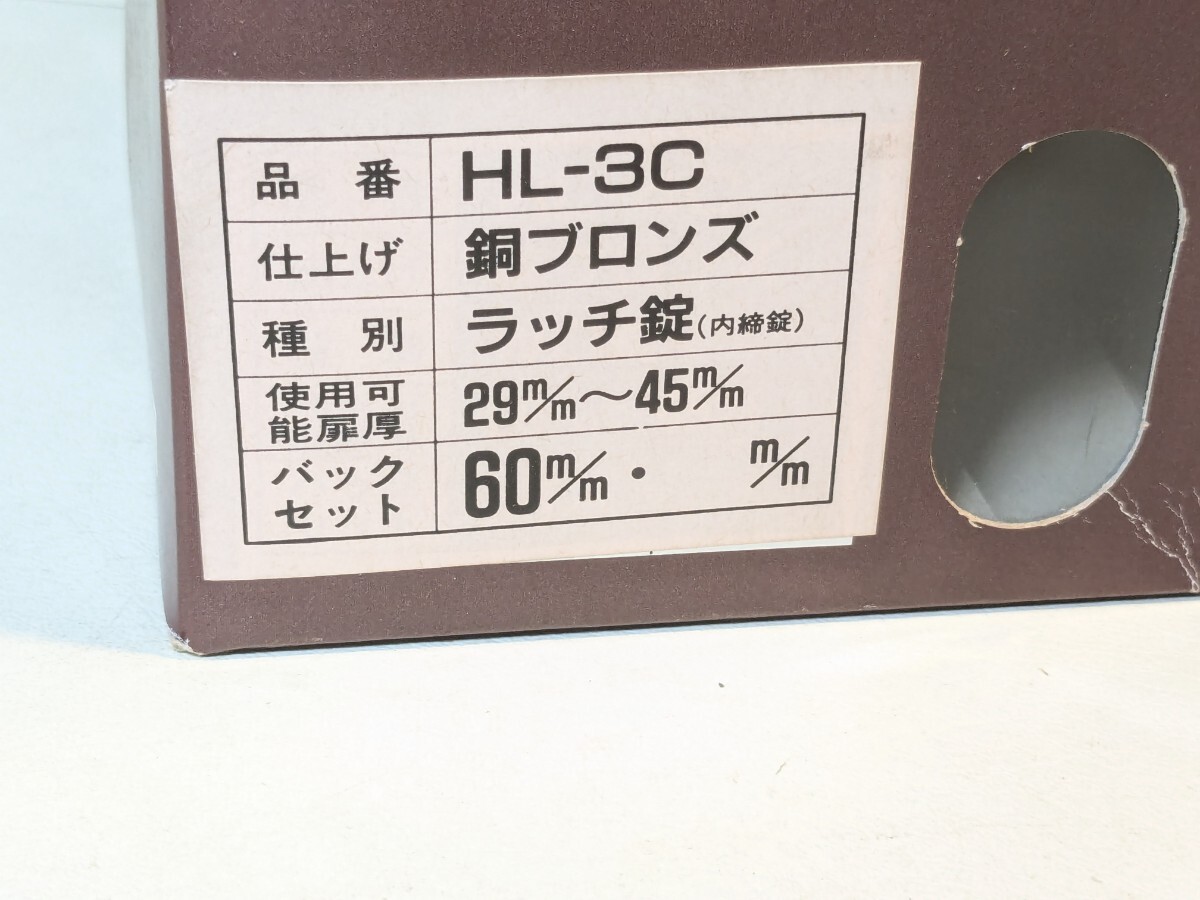 品番 HL-3C
仕上げ 銅ブロンズ
種別 ラッチ錠(内締錠)
使用可
能扉厚 29m/m〜45m/m
バック
セット 60m/m・ m/m